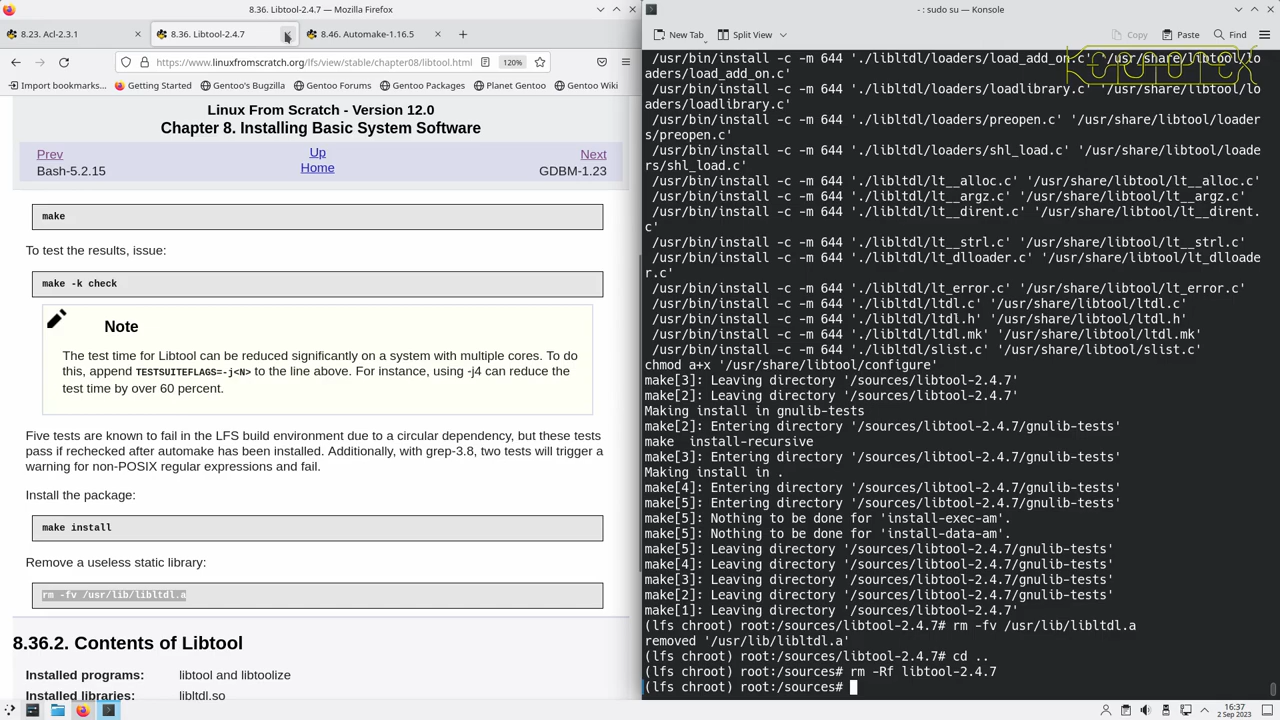 8.36. Libtool-2.4.7 — Mozilla Firefox
8.23. Acl-2.3.1
8.36. Libtool-2.4.7
8.46. Automake-1.16.5
https://www.linuxfromscratch.org/lfs/view/stable/chapter08/libtool.html
120%
Import bookmarks...
Getting Started
Gentoo's Bugzilla
Gentoo Forums
Gentoo Packages
Planet Gentoo
Gentoo Wiki
Linux From Scratch - Version 12.0
Chapter 8. Installing Basic System Software
Prev
Up
Next
Bash-5.2.15
Home
GDBM-1.23
make
To test the results, issue:
make -k check
Note
The test time for Libtool can be reduced significantly on a system with multiple cores. To do
this, append TESTSUITEFLAGS=-j<N> to the line above. For instance, using -j4 can reduce the
test time by over 60 percent.
Five tests are known to fail in the LFS build environment due to a circular dependency, but these tests
pass if rechecked after automake has been installed. Additionally, with grep-3.8, two tests will trigger a
warning for non-POSIX regular expressions and fail.
Install the package:
make install
Remove a useless static library:
rm -fv /usr/lib/libltdl.a
8.36.2. Contents of Libtool
Installed programs: libtool and libtoolize
Installed libraries: libltdl.so
- : sudo su — Konsole
New Tab
Split View
Copy
Paste
Find
/usr/bin/install -c -m 644 './libltdl/loaders/load_add_on.c' '/usr/share/libtool/lo
aders/load_add_on.c'
/usr/bin/install -c -m 644 './libltdl/loaders/loadlibrary.c' '/usr/share/libtool/lo
aders/loadlibrary.c'
/usr/bin/install -c -m 644 './libltdl/loaders/preopen.c' '/usr/share/libtool/loader
s/preopen.c'
/usr/bin/install -c -m 644 './libltdl/loaders/shl_load.c' '/usr/share/libtool/loade
rs/shl_load.c'
/usr/bin/install -c -m 644 './libltdl/lt__alloc.c' '/usr/share/libtool/lt__alloc.c'
/usr/bin/install -c -m 644 './libltdl/lt__argz.c' '/usr/share/libtool/lt__argz.c'
/usr/bin/install -c -m 644 './libltdl/lt__dirent.c' '/usr/share/libtool/lt__dirent.
c'
/usr/bin/install -c -m 644 './libltdl/lt__strl.c' '/usr/share/libtool/lt__strl.c'
/usr/bin/install -c -m 644 './libltdl/lt_dlloader.c' '/usr/share/libtool/lt_dlloade
r.c'
/usr/bin/install -c -m 644 './libltdl/lt_error.c' '/usr/share/libtool/lt_error.c'
/usr/bin/install -c -m 644 './libltdl/ltdl.c' '/usr/share/libtool/ltdl.c'
/usr/bin/install -c -m 644 './libltdl/ltdl.h' '/usr/share/libtool/ltdl.h'
/usr/bin/install -c -m 644 './libltdl/ltdl.mk' '/usr/share/libtool/ltdl.mk'
/usr/bin/install -c -m 644 './libltdl/slist.c' '/usr/share/libtool/slist.c'
chmod a+x '/usr/share/libtool/configure'
make[3]: Leaving directory '/sources/libtool-2.4.7'
make[2]: Leaving directory '/sources/libtool-2.4.7'
Making install in gnulib-tests
make[2]: Entering directory '/sources/libtool-2.4.7/gnulib-tests'
make  install-recursive
make[3]: Entering directory '/sources/libtool-2.4.7/gnulib-tests'
Making install in .
make[4]: Entering directory '/sources/libtool-2.4.7/gnulib-tests'
make[5]: Entering directory '/sources/libtool-2.4.7/gnulib-tests'
make[5]: Nothing to be done for 'install-exec-am'.
make[5]: Nothing to be done for 'install-data-am'.
make[5]: Leaving directory '/sources/libtool-2.4.7/gnulib-tests'
make[4]: Leaving directory '/sources/libtool-2.4.7/gnulib-tests'
make[3]: Leaving directory '/sources/libtool-2.4.7/gnulib-tests'
make[2]: Leaving directory '/sources/libtool-2.4.7/gnulib-tests'
make[1]: Leaving directory '/sources/libtool-2.4.7'
(lfs chroot) root:/sources/libtool-2.4.7# rm -fv /usr/lib/libltdl.a
removed '/usr/lib/libltdl.a'
(lfs chroot) root:/sources/libtool-2.4.7# cd ..
(lfs chroot) root:/sources# rm -Rf libtool-2.4.7
(lfs chroot) root:/sources#
16:37
2 Sep 2023